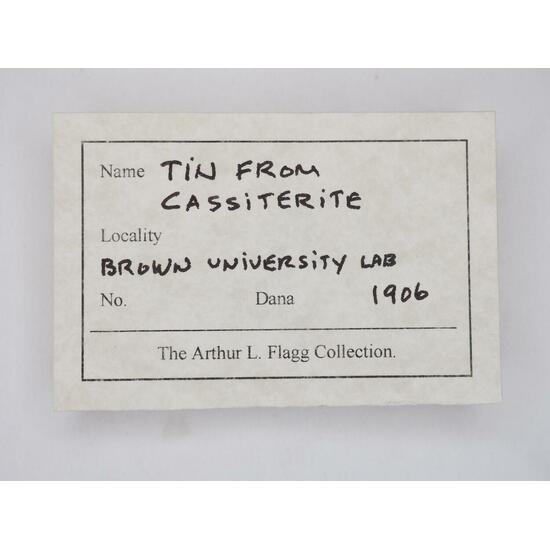 Name TIN FROM
CASSITERITE
Locality
BROWN UNIVERSITY LAB
No. Dana 1906
The Arthur L. Flagg Collection.